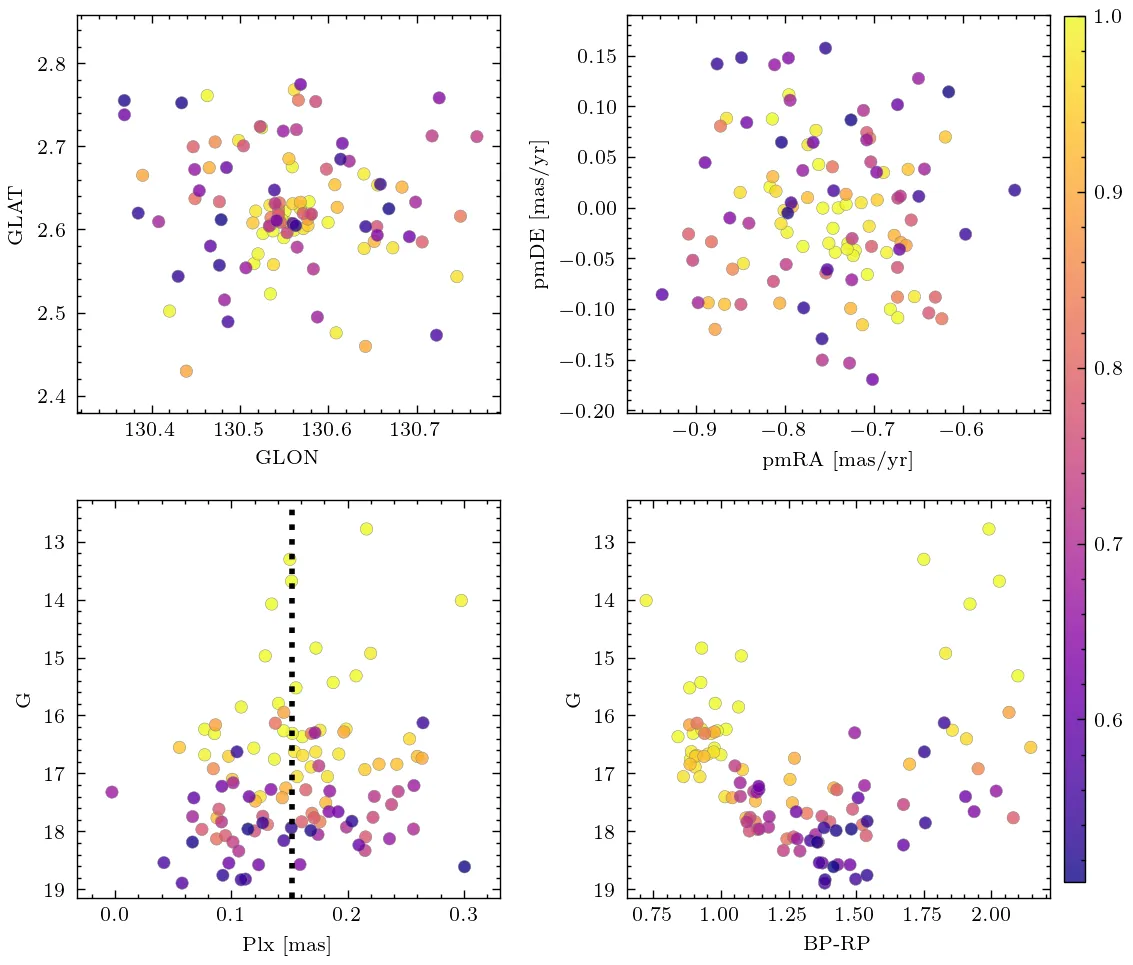 2.8
2.7
2.6
2.5
2.4
GLAT
130.4 130.5 130.6 130.7
GLON
0.15
0.10
0.05
0.00
−0.05
−0.10
−0.15
−0.20
pmDE [mas/yr]
−0.9 −0.8 −0.7 −0.6
pmRA [mas/yr]
13
14
15
16
17
18
19
G
0.0 0.1 0.2 0.3
Plx [mas]
13
14
15
16
17
18
19
G
0.75 1.00 1.25 1.50 1.75 2.00
BP-RP
1.0
0.9
0.8
0.7
0.6